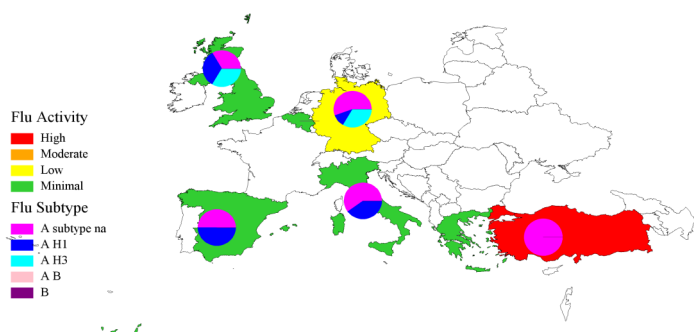 Flu Activity
High
Moderate
Low
Minimal
Flu Subtype
A subtype na
A H1
A H3
A B
B